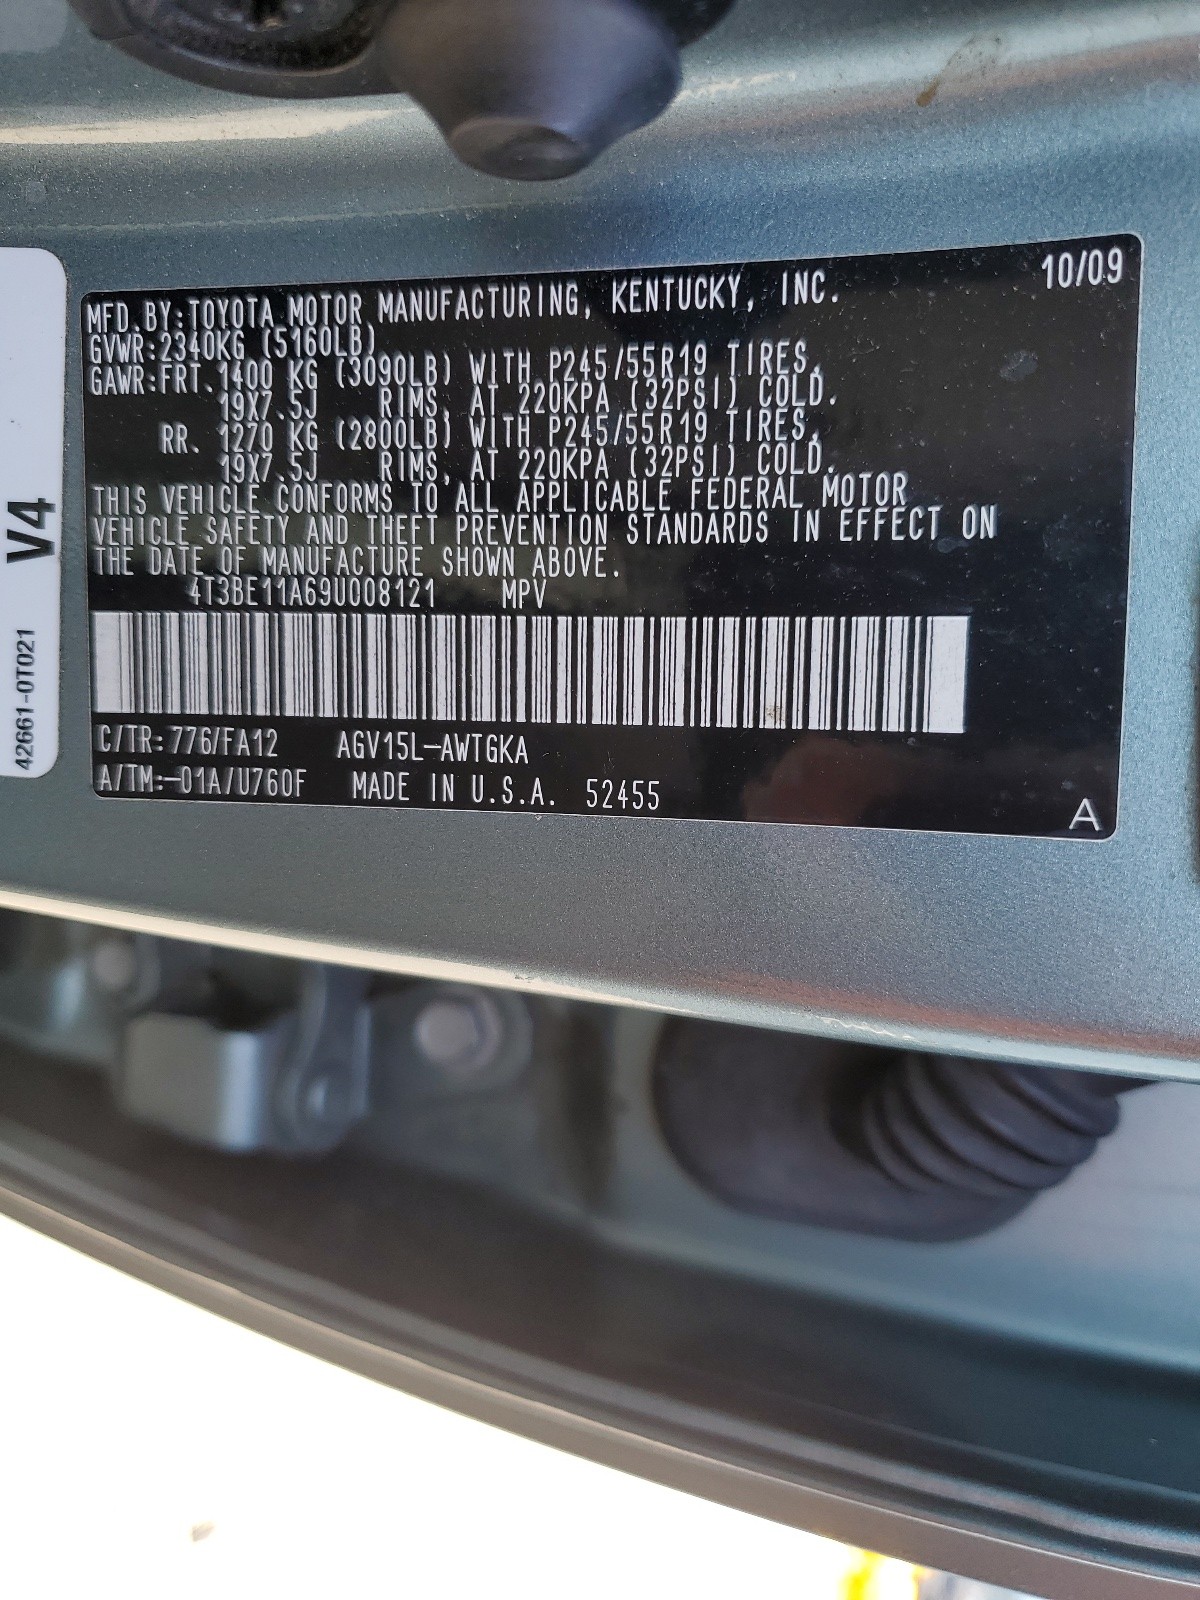 10/09
MFD.BY:TOYOTA MOTOR MANUFACTURING, KENTUCKY, INC.
GVWR:2340KG (5160LB)
GAWR:FRT.1400 KG (3090LB) WITH P245/55R19 TIRES,
19X7.5J RIMS, AT 220KPA (32PSI) COLD.
RR. 1270 KG (2800LB) WITH P245/55R19 TIRES,
19X7.5J RIMS, AT 220KPA (32PSI) COLD.
THIS VEHICLE CONFORMS TO ALL APPLICABLE FEDERAL MOTOR
VEHICLE SAFETY AND THEFT PREVENTION STANDARDS IN EFFECT ON
THE DATE OF MANUFACTURE SHOWN ABOVE.
4T3BE11A69U008121 MPV
C/TR:776/FA12 AGV15L-AWTGKA
A/TM:-01A/U760F MADE IN U.S.A. 52455
A
V4
42661-0T021